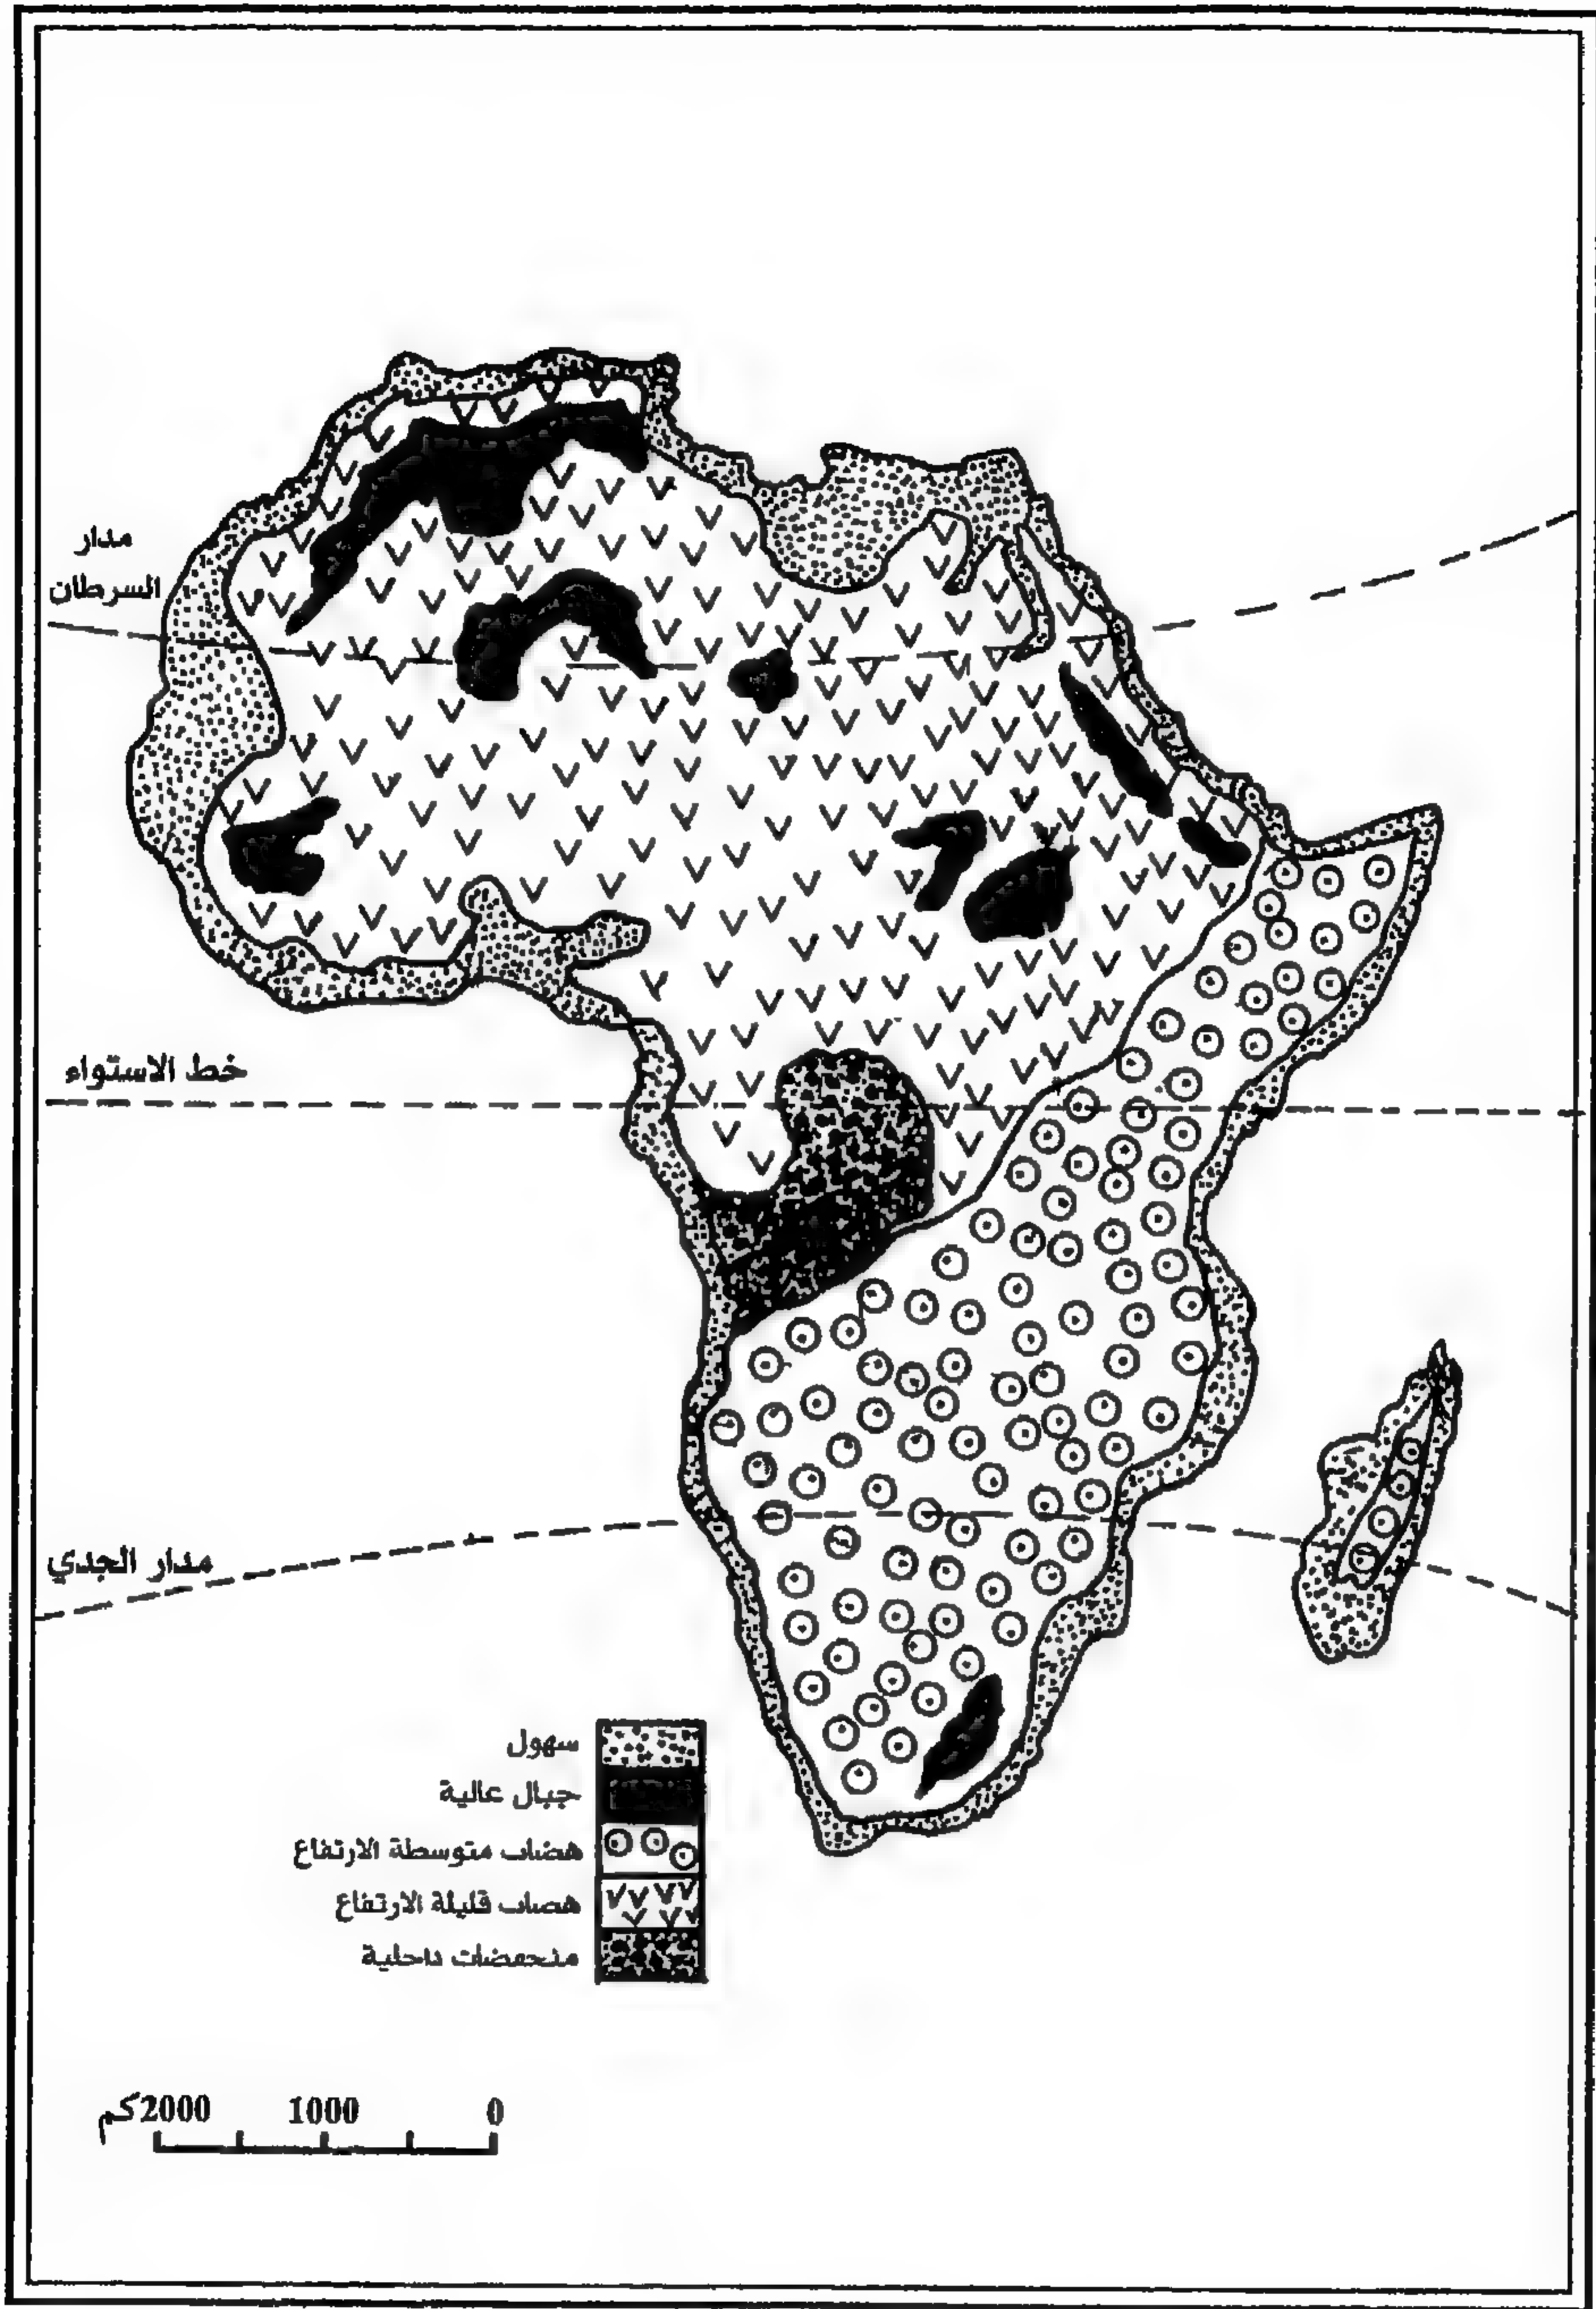 مدار
السرطان
خط الاستواء
مدار الجدي
سهول
جبال عالية
هضاب متوسطة الارتفاع
هضاب قليلة الارتفاع
منخفضات داخلية
0 1000 2000كم